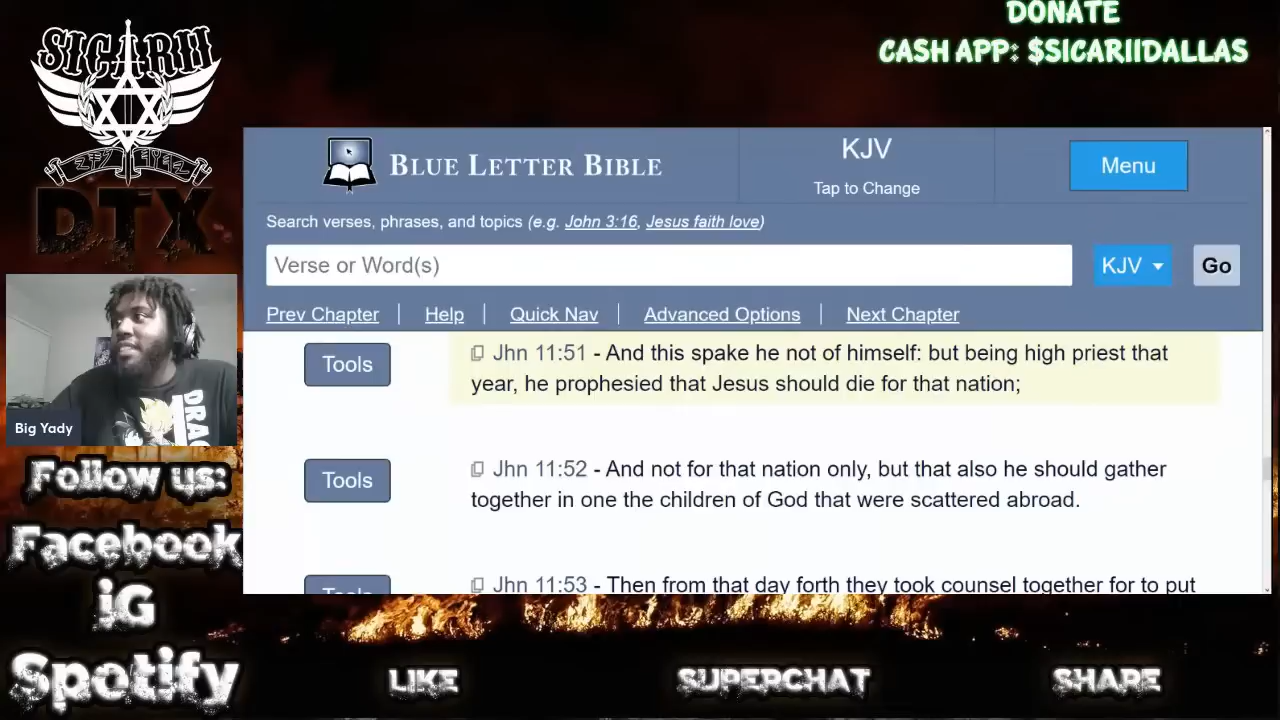 SICARII
DTX
DONATE
CASH APP: $SICARIIDALLAS
BLUE LETTER BIBLE
KJV
Tap to Change
Menu
Search verses, phrases, and topics (e.g. John 3:16, Jesus faith love)
Verse or Word(s)
KJV
Go
Prev Chapter
Help
Quick Nav
Advanced Options
Next Chapter
Tools
Jhn 11:51 - And this spake he not of himself: but being high priest that
year, he prophesied that Jesus should die for that nation;
Tools
Jhn 11:52 - And not for that nation only, but that also he should gather
together in one the children of God that were scattered abroad.
Tools
Jhn 11:53 - Then from that day forth they took counsel together for to put
DRAG
Big Yady
Follow us:
Facebook
iG
Spotify
LIKE
SUPERCHAT
SHARE